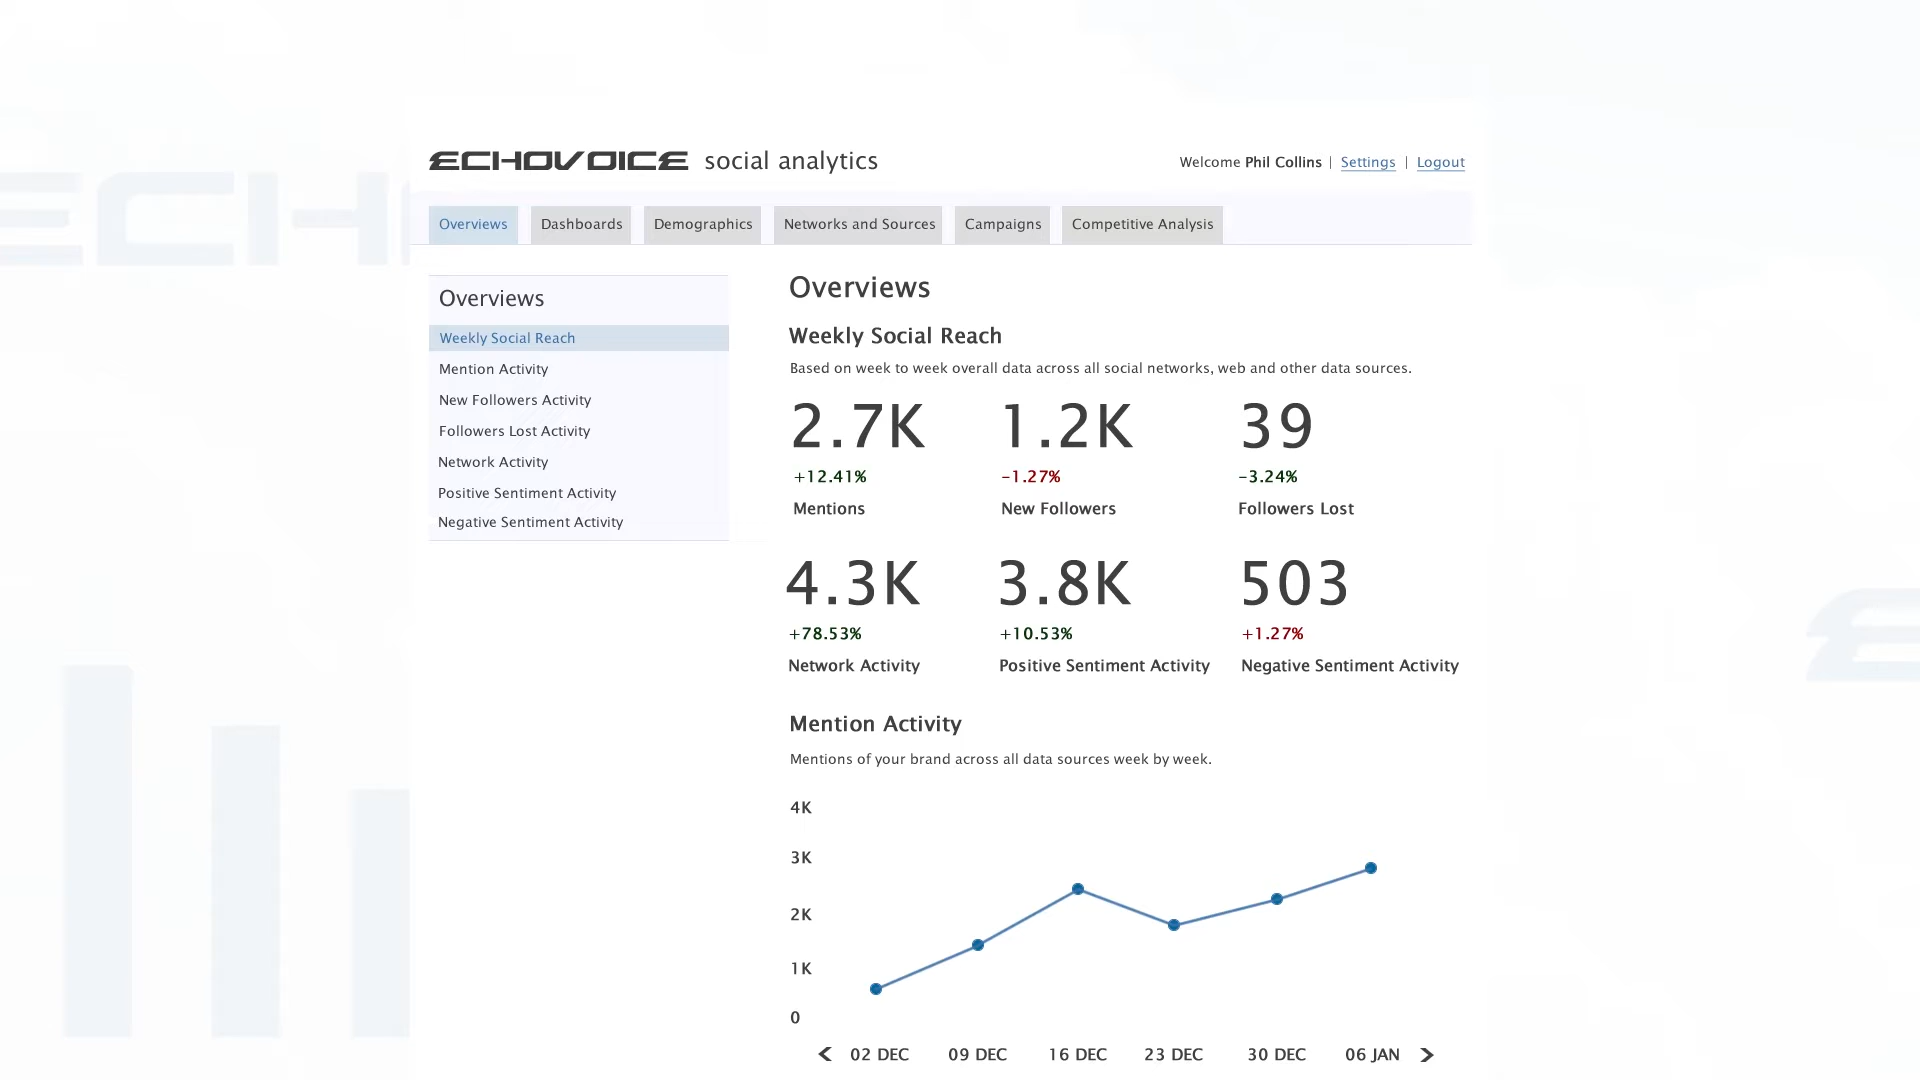 ECHOVOICE social analytics
Welcome Phil Collins | Settings | Logout
Overviews Dashboards Demographics Networks and Sources Campaigns Competitive Analysis
Overviews
Weekly Social Reach
Mention Activity
New Followers Activity
Followers Lost Activity
Network Activity
Positive Sentiment Activity
Negative Sentiment Activity
Overviews
Weekly Social Reach
Based on week to week overall data across all social networks, web and other data sources.
2.7K 1.2K 39
+12.41% -1.27% -3.24%
Mentions New Followers Followers Lost
4.3K 3.8K 503
+78.53% +10.53% +1.27%
Network Activity Positive Sentiment Activity Negative Sentiment Activity
Mention Activity
Mentions of your brand across all data sources week by week.
4K
3K
2K
1K
0
02 DEC 09 DEC 16 DEC 23 DEC 30 DEC 06 JAN
ECH